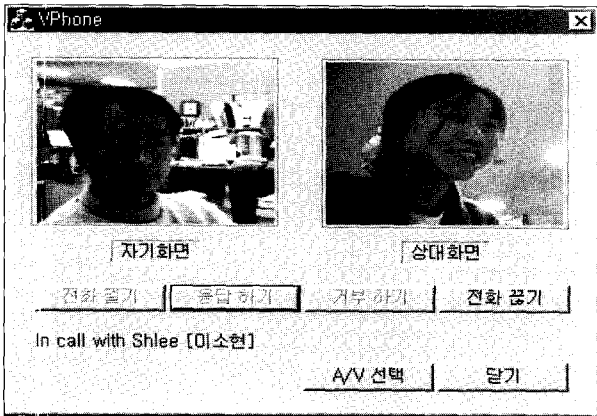 VPhone
자기화면
상대화면
전화 걸기 응답 하기 거부 하기 전화 끊기
In call with Shlee [이소현]
A/V 선택 닫기